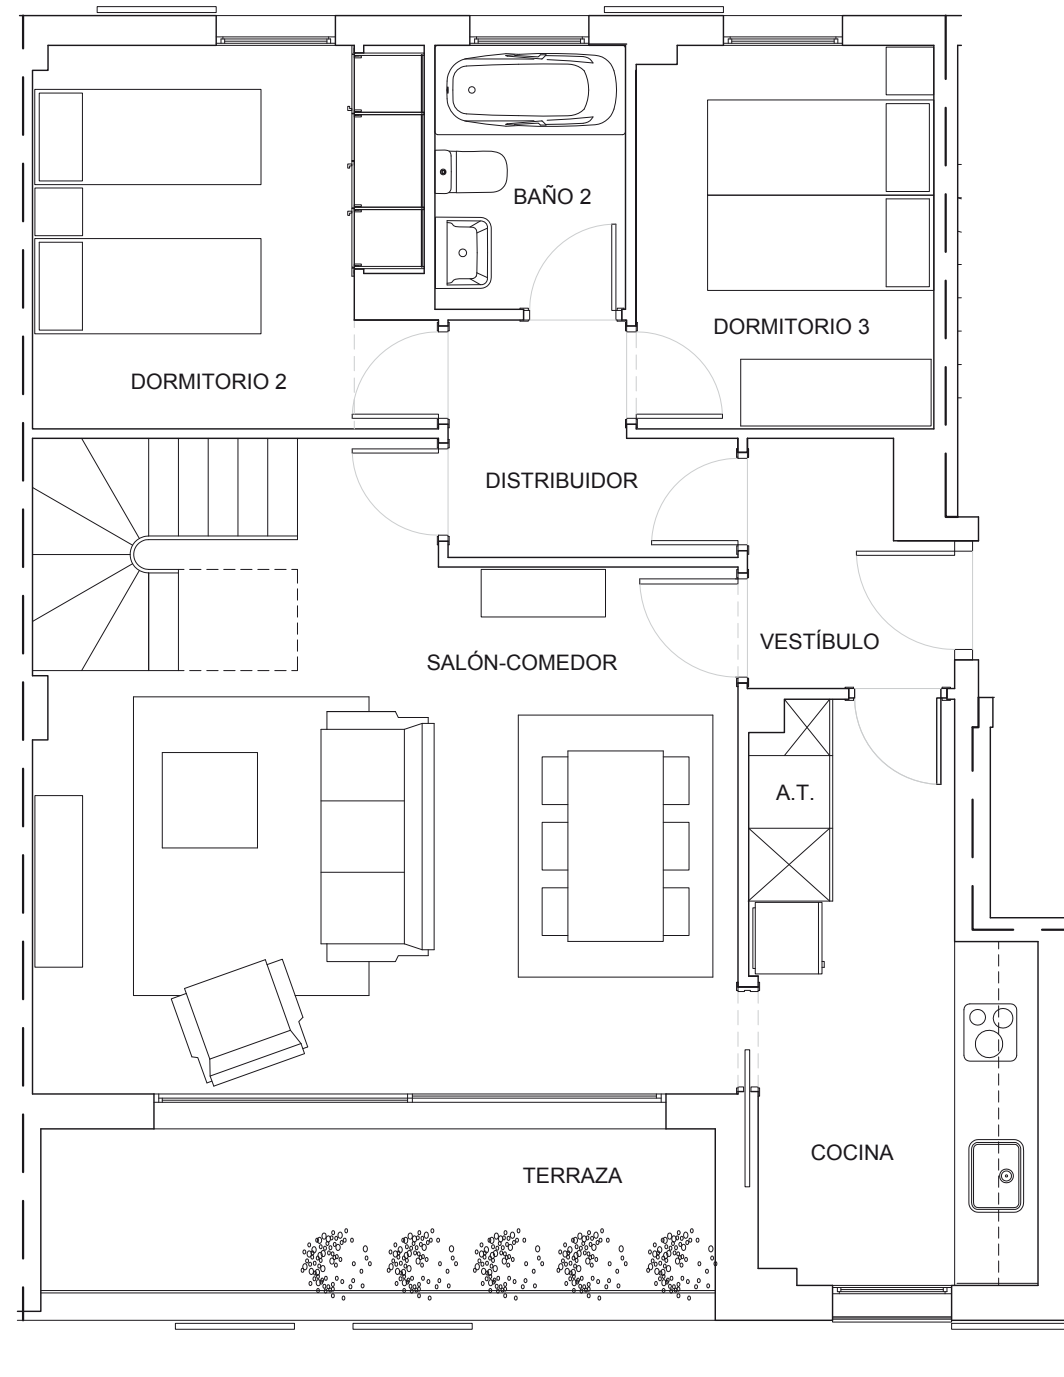 BAÑO 2
DORMITORIO 3
DORMITORIO 2
DISTRIBUIDOR
VESTÍBULO
SALÓN-COMEDOR
A.T.
COCINA
TERRAZA